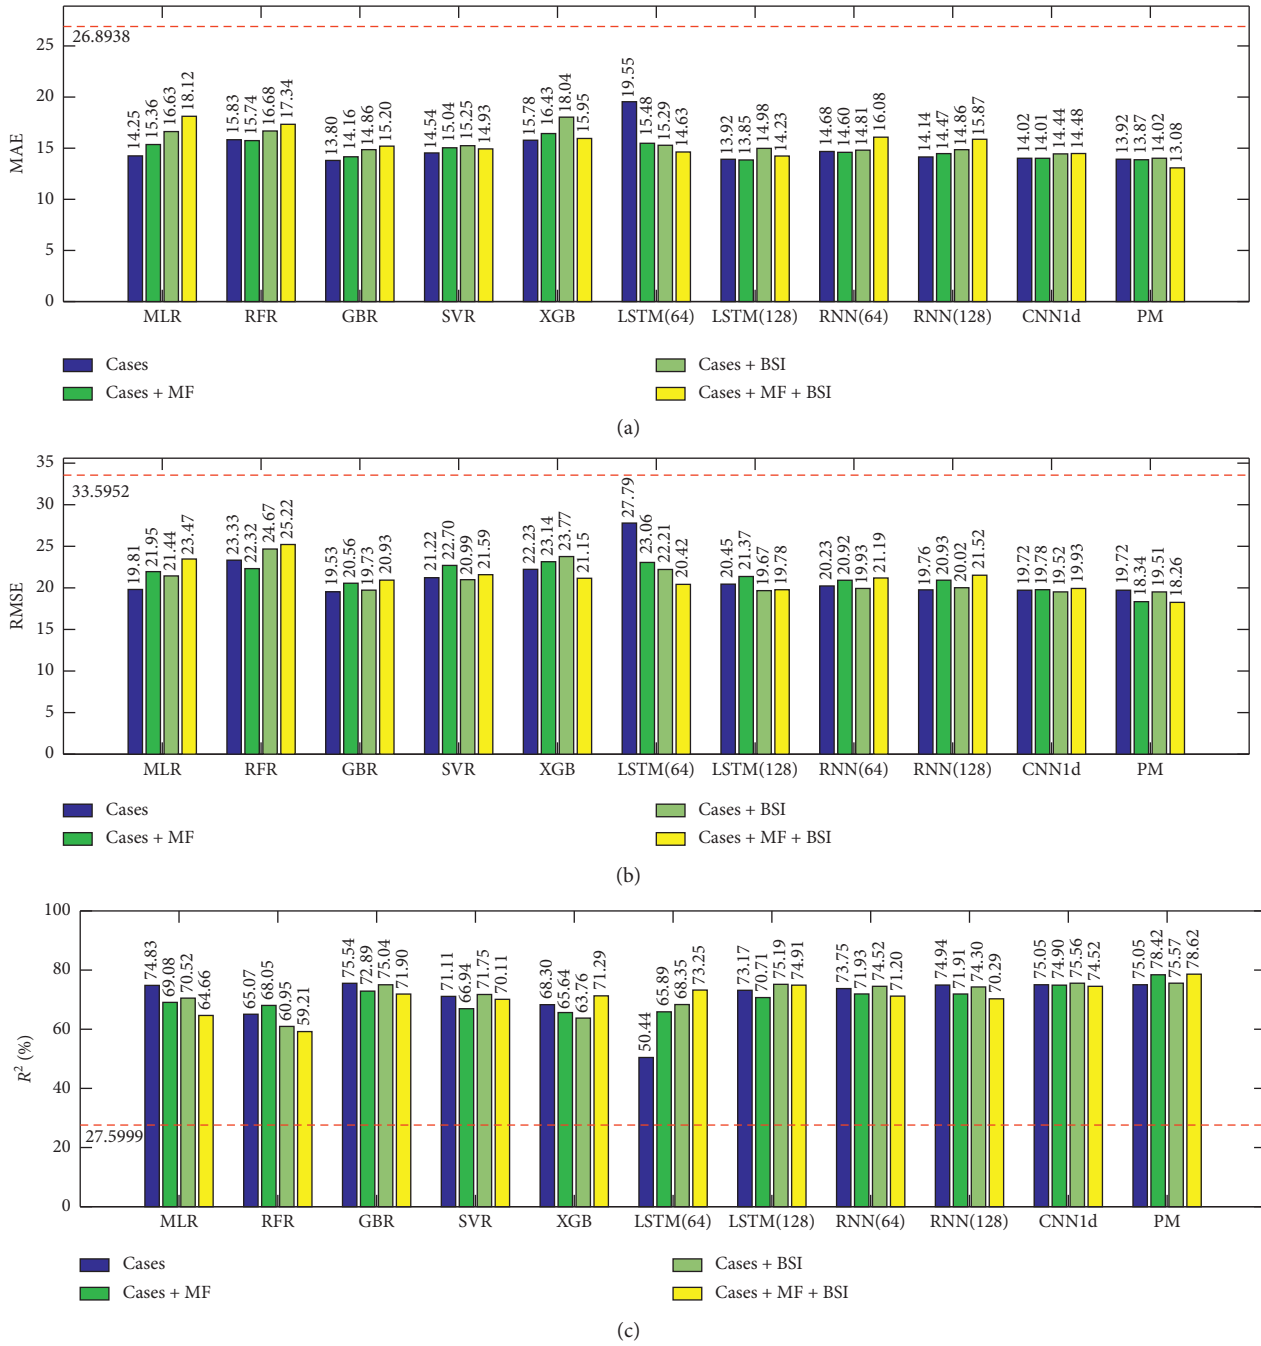 26.8938
MAE
25
20
15
10
5
0
14.25 15.36 16.63 18.12 15.83 15.74 16.68 17.34 13.80 14.16 14.86 15.20 14.54 15.04 15.25 14.93 15.78 16.43 18.04 15.95 19.55 15.48 15.29 14.63 13.92 13.85 14.98 14.23 14.68 14.60 14.81 16.08 14.14 14.47 14.86 15.87 14.02 14.01 14.44 14.48 13.92 13.87 14.02 13.08
MLR RFR GBR SVR XGB LSTM(64) LSTM(128) RNN(64) RNN(128) CNN1d PM
Cases Cases + BSI
Cases + MF Cases + MF + BSI
(a)
33.5952
RMSE
35
30
25
20
15
10
5
0
19.81 21.95 21.44 23.47 23.33 22.32 24.67 25.22 19.53 20.56 19.73 20.93 21.22 22.70 20.99 21.59 22.23 23.14 23.77 21.15 27.79 23.06 22.21 20.42 20.45 21.37 19.67 19.78 20.23 20.92 19.93 21.19 19.76 20.93 20.02 21.52 19.72 19.78 19.52 19.93 19.72 18.34 19.51 18.26
MLR RFR GBR SVR XGB LSTM(64) LSTM(128) RNN(64) RNN(128) CNN1d PM
Cases Cases + BSI
Cases + MF Cases + MF + BSI
(b)
R² (%)
100
80
60
40
20
0
74.83 69.08 70.52 64.66 65.07 68.05 60.95 59.21 75.54 72.89 75.04 71.90 71.11 66.94 71.75 70.11 68.30 65.64 63.76 71.29 50.44 65.89 68.35 73.25 73.17 70.71 75.19 74.91 73.75 71.93 74.52 71.20 74.94 71.91 74.30 70.29 75.05 74.90 75.56 74.52 75.05 78.42 75.57 78.62
27.5999
MLR RFR GBR SVR XGB LSTM(64) LSTM(128) RNN(64) RNN(128) CNN1d PM
Cases Cases + BSI
Cases + MF Cases + MF + BSI
(c)